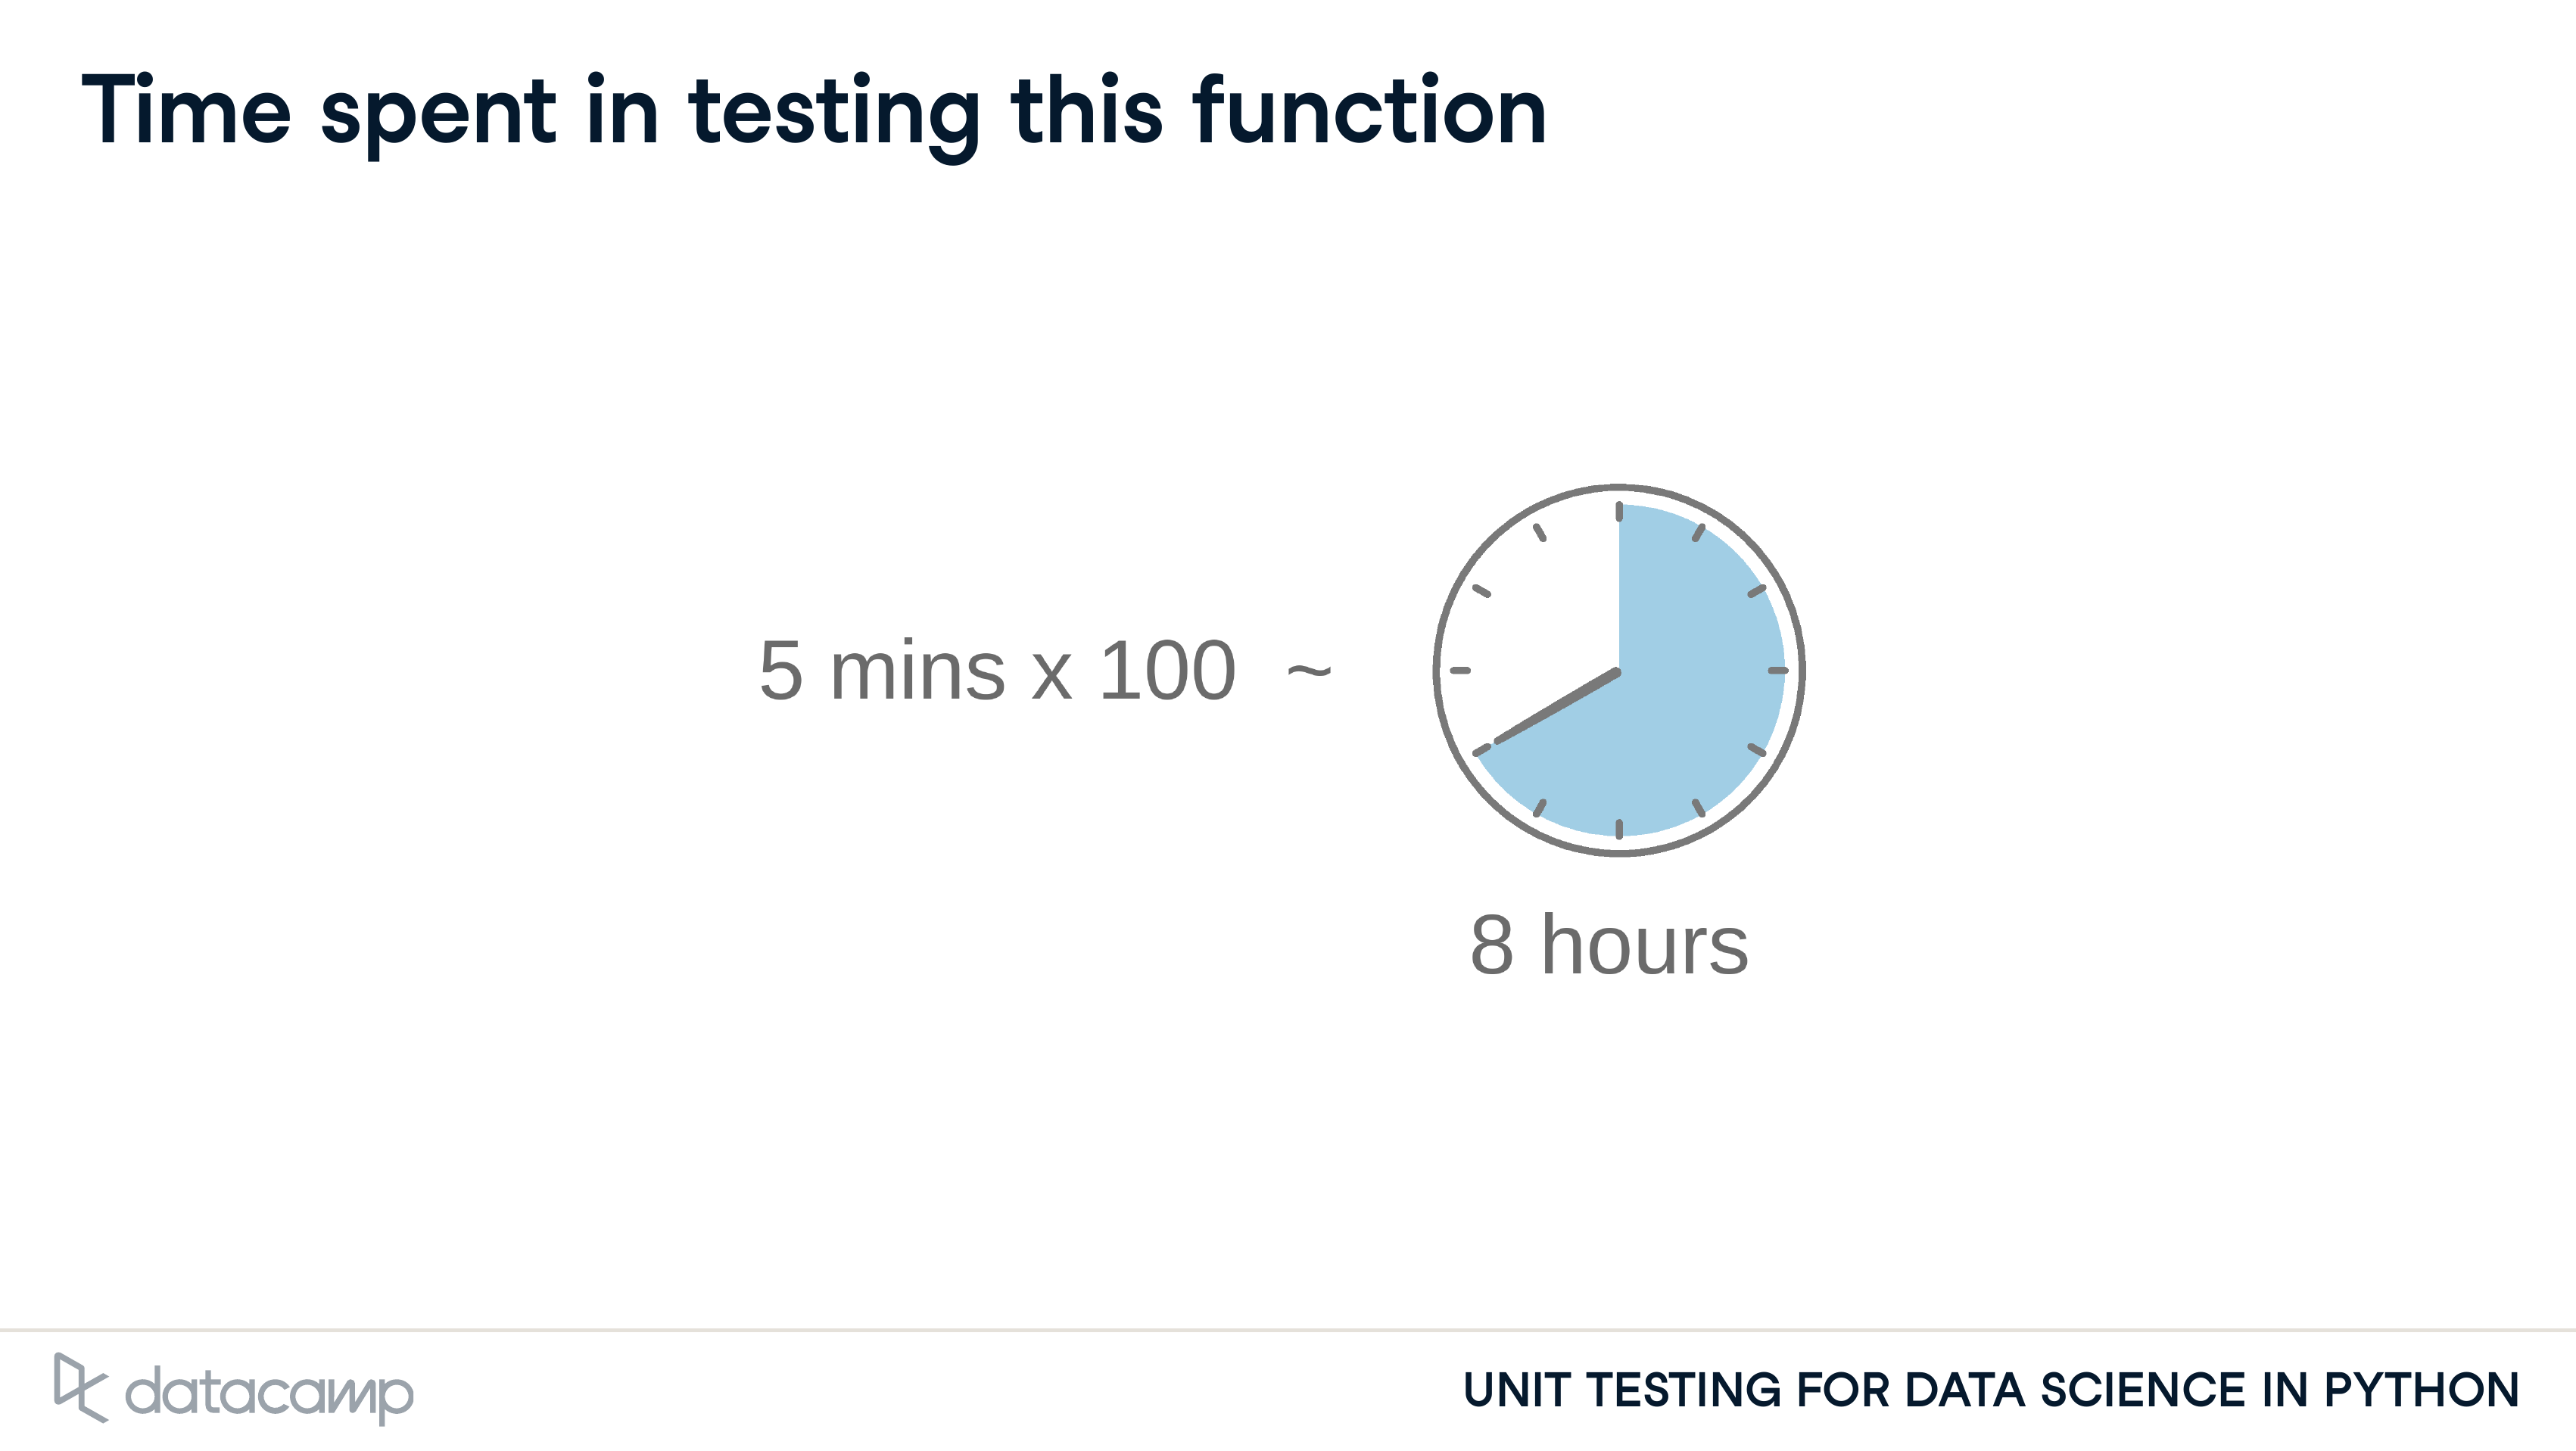 Time spent in testing this function
5 mins x 100 ~
8 hours
datacamp
UNIT TESTING FOR DATA SCIENCE IN PYTHON